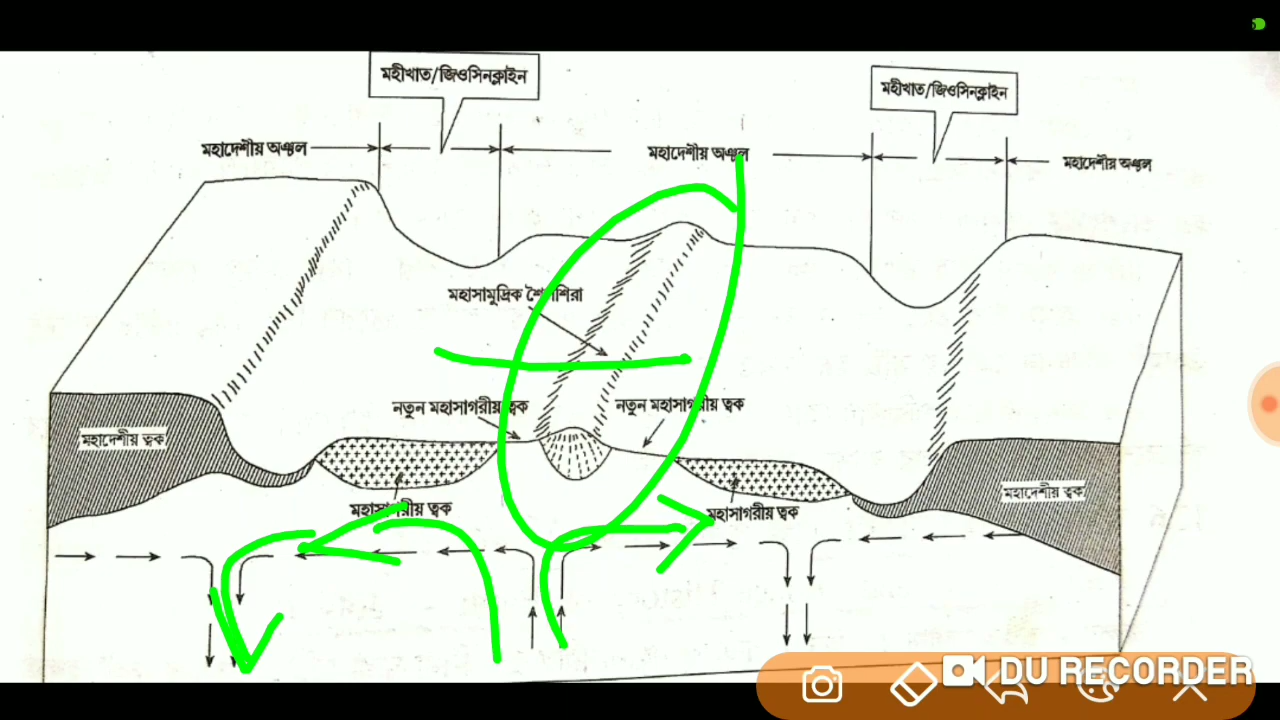 মহীখাত/জিওসিনক্লাইন
মহীখাত/জিওসিনক্লাইন
মহাদেশীয় অঞ্চল
মহাদেশীয় অঞ্চল
মহাদেশীয় অঞ্চল
মহাসামুদ্রিক শৈলশিরা
নতুন মহাসাগরীয় ত্বক
নতুন মহাসাগরীয় ত্বক
মহাদেশীয় ত্বক
মহাদেশীয় ত্বক
মহাসাগরীয় ত্বক
মহাসাগরীয় ত্বক
DU RECORDER